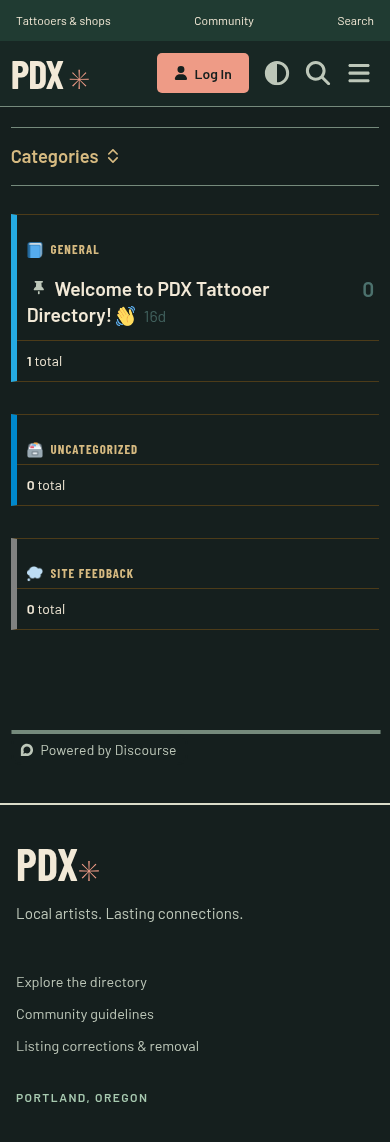 Tattooers & shops Community Search
PDX Log In
Categories
GENERAL
Welcome to PDX Tattooer 0
Directory! 👋 16d
1 total
UNCATEGORIZED
0 total
SITE FEEDBACK
0 total
Powered by Discourse
PDX
Local artists. Lasting connections.
Explore the directory
Community guidelines
Listing corrections & removal
PORTLAND, OREGON